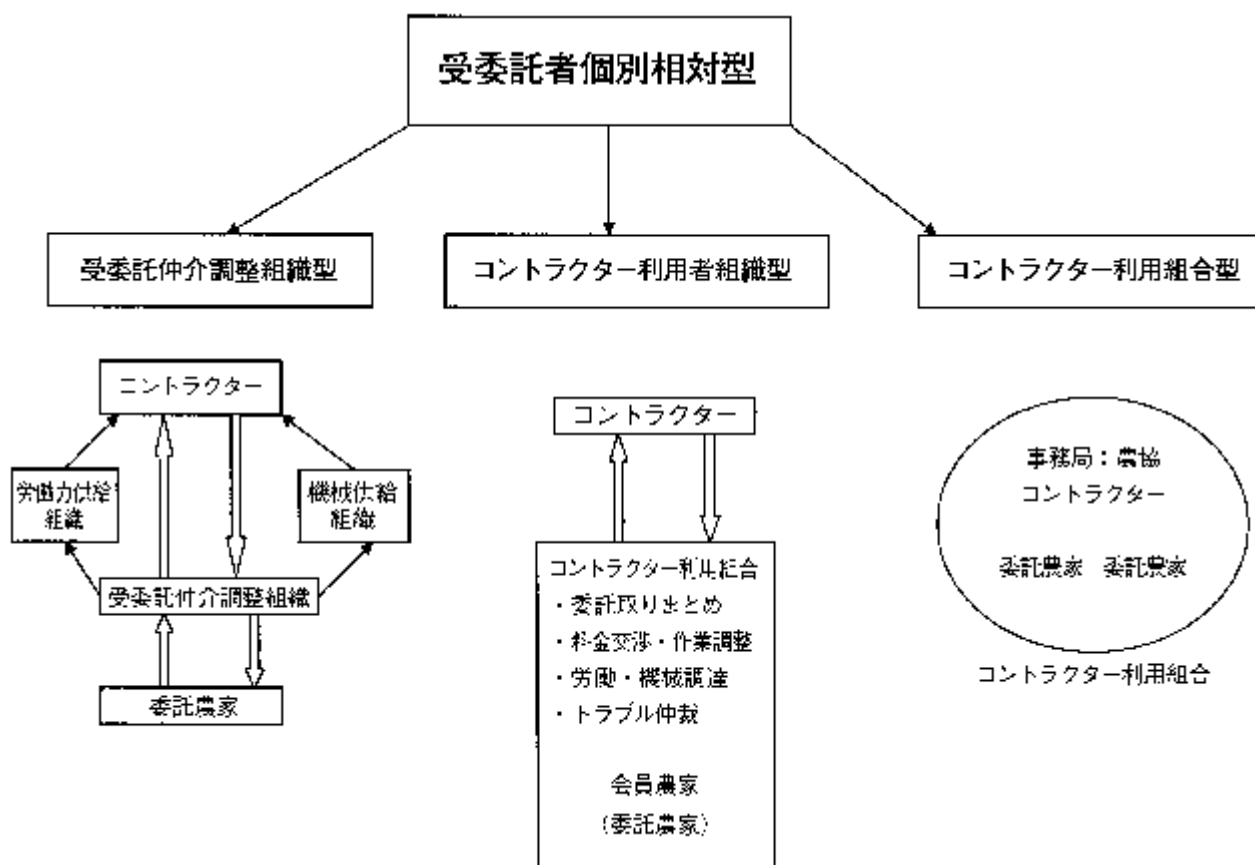 受委託者個別相対型
受委託仲介調整組織型
コントラクター利用者組織型
コントラクター利用組合型
コントラクター
労働力供給
組織
機械供給
組織
受委託仲介調整組織
委託農家
コントラクター
コントラクター利用組合
・委託取りまとめ
・料金交渉・作業調整
・労働・機械調達
・トラブル仲裁
会員農家
(委託農家)
事務局：農協
コントラクター
委託農家　委託農家
コントラクター利用組合